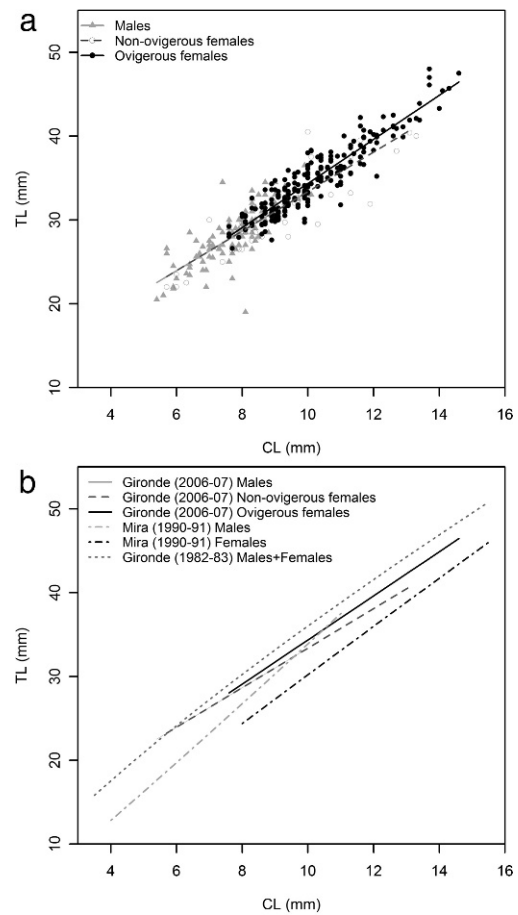 a
Males
Non-ovigerous females
Ovigerous females
TL (mm)
50
40
30
20
10
4 6 8 10 12 14 16
CL (mm)
b
Gironde (2006-07) Males
Gironde (2006-07) Non-ovigerous females
Gironde (2006-07) Ovigerous females
Mira (1990-91) Males
Mira (1990-91) Females
Gironde (1982-83) Males+Females
TL (mm)
50
40
30
20
10
4 6 8 10 12 14 16
CL (mm)